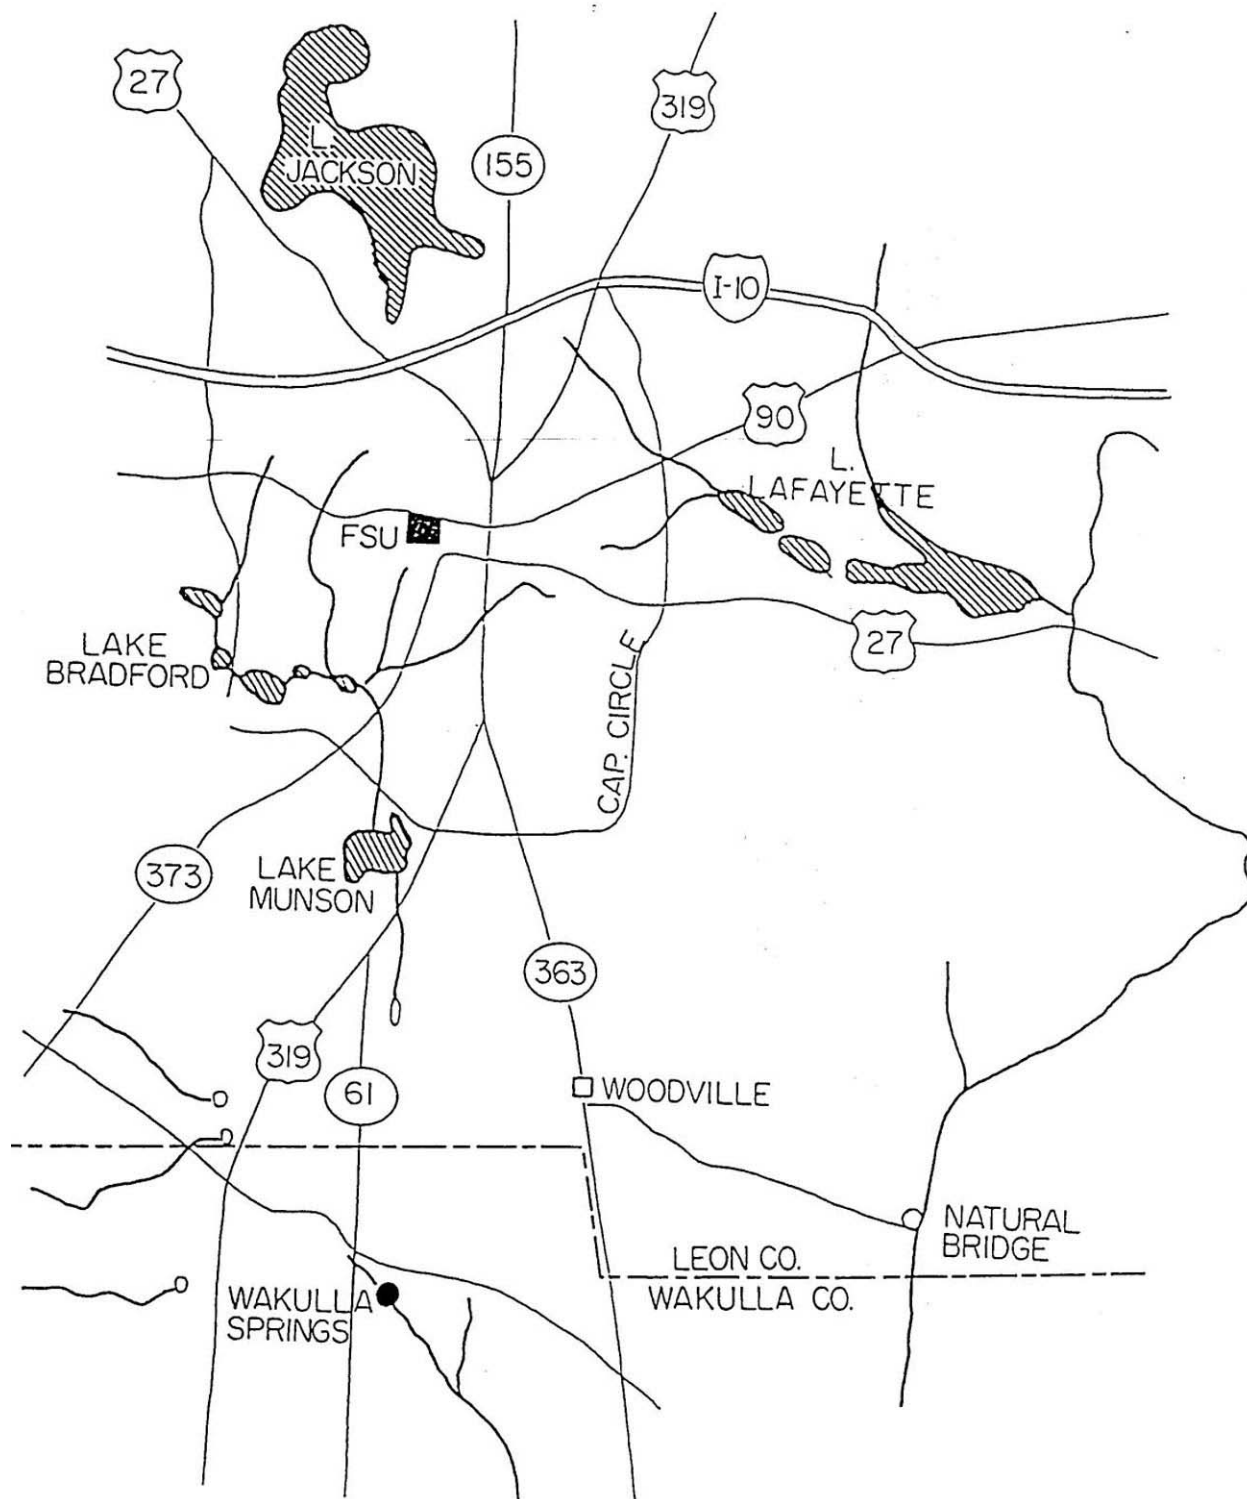 27
319
L.
JACKSON
155
I-10
90
L.
LAFAYETTE
FSU
LAKE
BRADFORD
27
CAP. CIRCLE
373
LAKE
MUNSON
363
319
61
WOODVILLE
NATURAL
BRIDGE
LEON CO.
WAKULLA CO.
WAKULLA
SPRINGS